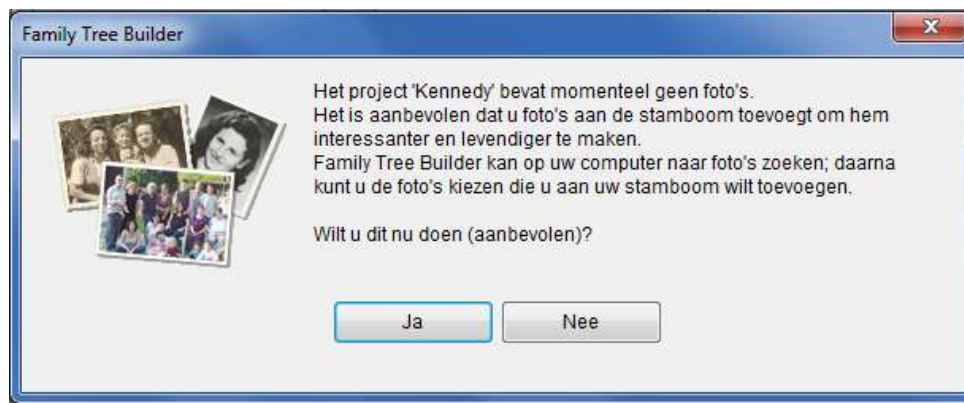 Family Tree Builder
Het project 'Kennedy' bevat momenteel geen foto's.
Het is aanbevolen dat u foto's aan de stamboom toevoegt om hem
interessanter en levendiger te maken.
Family Tree Builder kan op uw computer naar foto's zoeken; daarna
kunt u de foto's kiezen die u aan uw stamboom wilt toevoegen.
Wilt u dit nu doen (aanbevolen)?
Ja
Nee